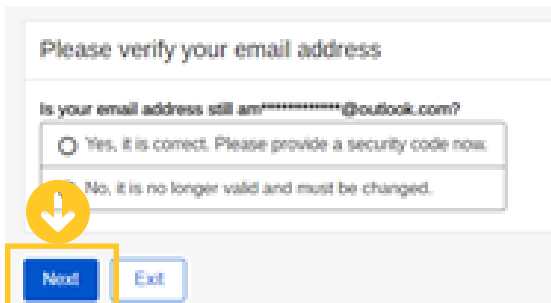 Please verify your email address
Is your email address still am*************@outlook.com?
Yes, it is correct. Please provide a security code now.
No, it is no longer valid and must be changed.
Next Exit